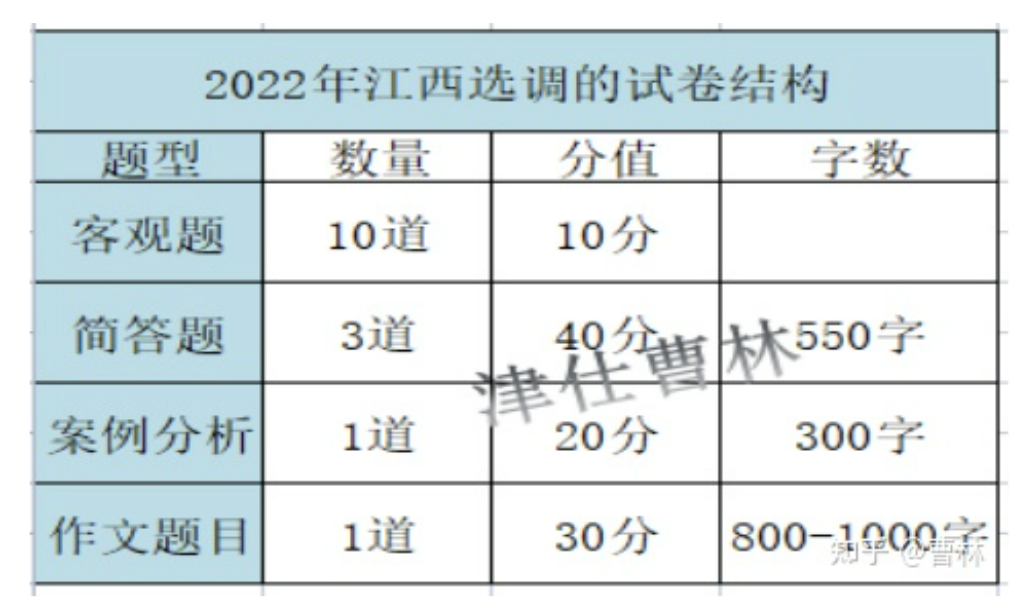 2022年江西选调的试卷结构
题型 数量 分值 字数
客观题 10道 10分
简答题 3道 40分 550字
津仕曹林
案例分析 1道 20分 300字
作文题目 1道 30分 800-1000字
知乎 @曹林